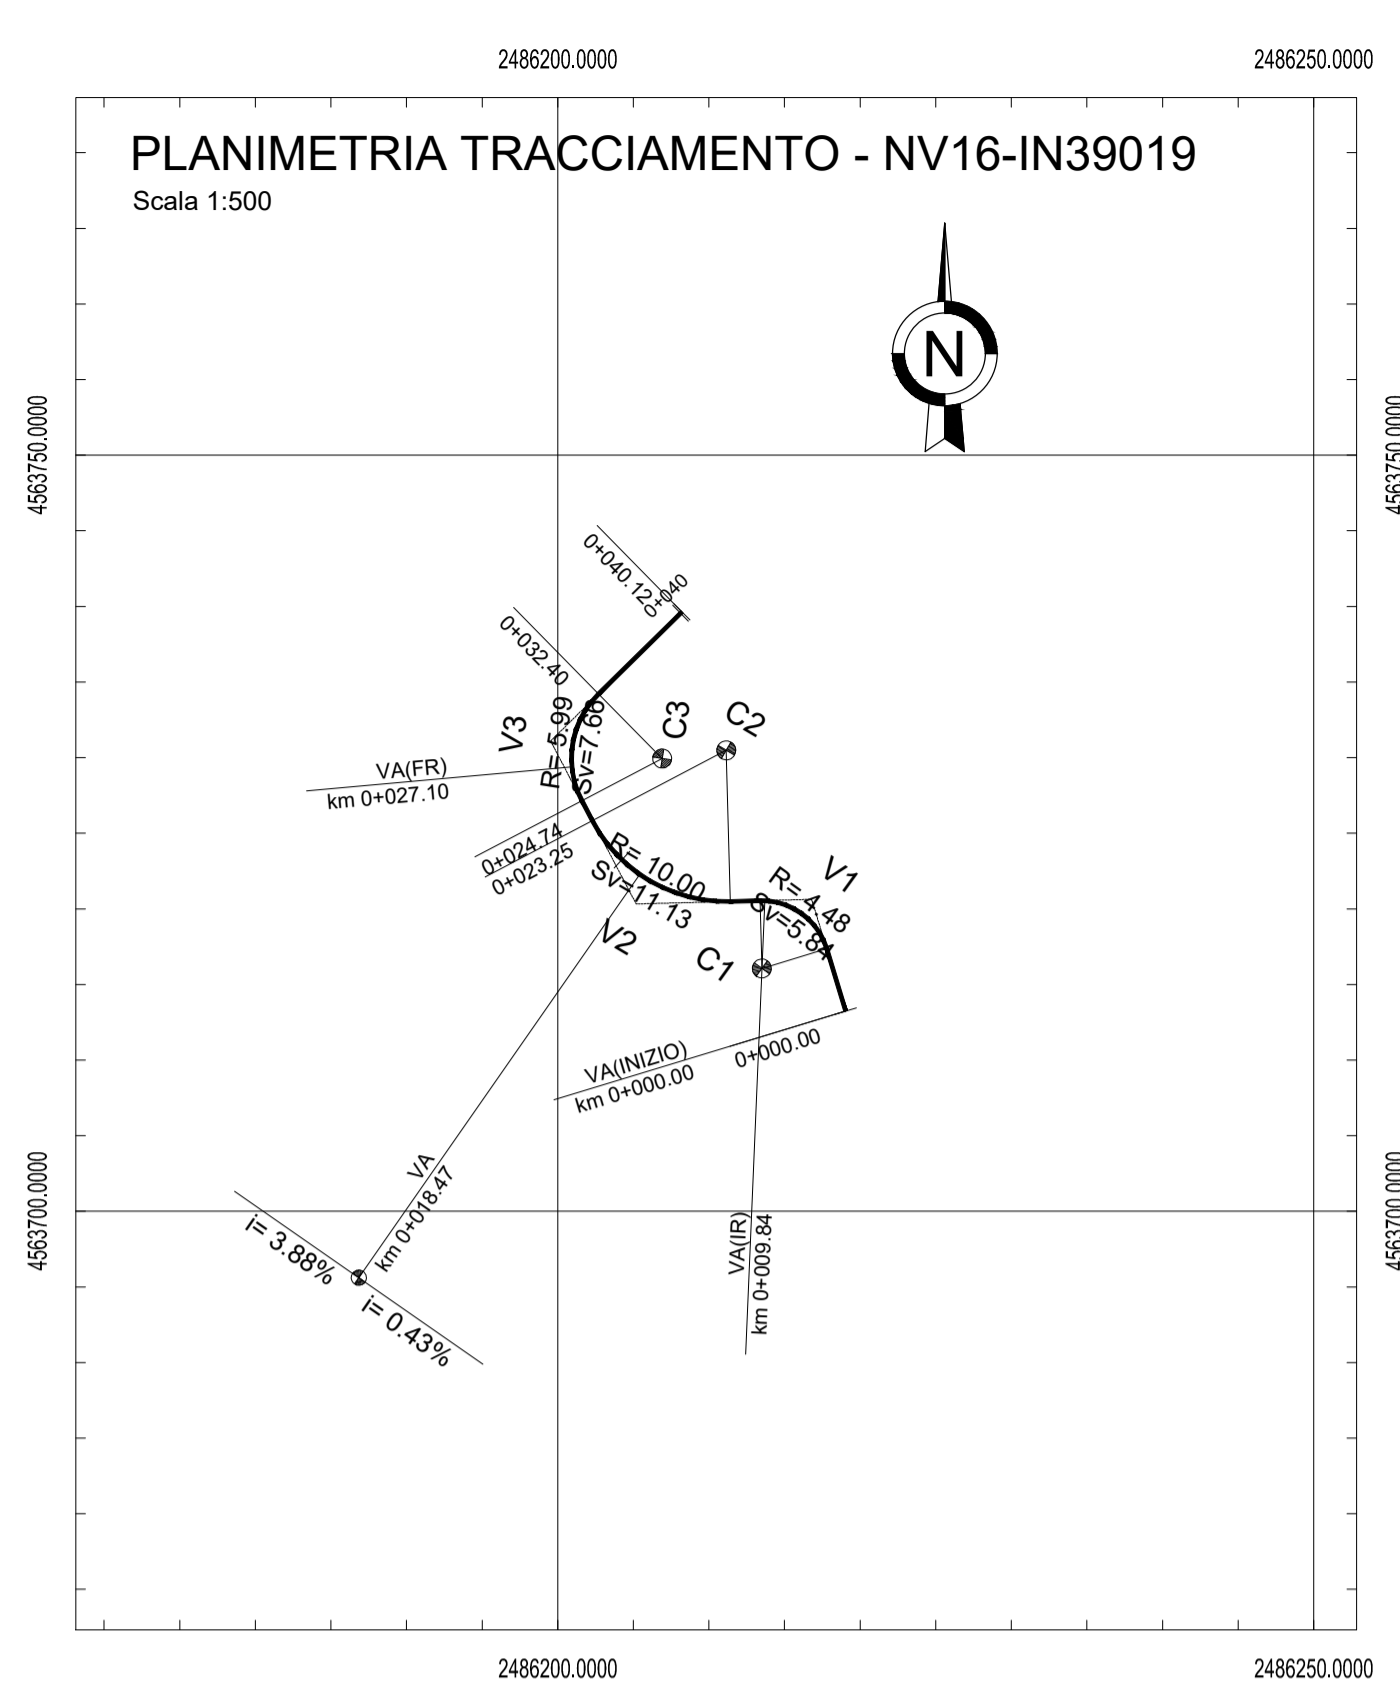 2486200.0000
2486250.0000
PLANIMETRIA TRACCIAMENTO - NV16-IN39019
Scala 1:500
N
4563750.0000
4563750.0000
0+040.12
0+040
0+032.40
V3
R= 5.99
Sv=7.66
C3
C2
VA(FR)
km 0+027.10
0+024.74
0+023.25
R= 10.00
Sv=11.13
V2
V1
R= 4.48
Sv=5.84
C1
VA(INIZIO)
km 0+000.00
0+000.00
VA
km 0+018.47
4563700.0000
4563700.0000
i= 3.88%
i= 0.43%
VA(IR)
km 0+009.84
2486200.0000
2486250.0000